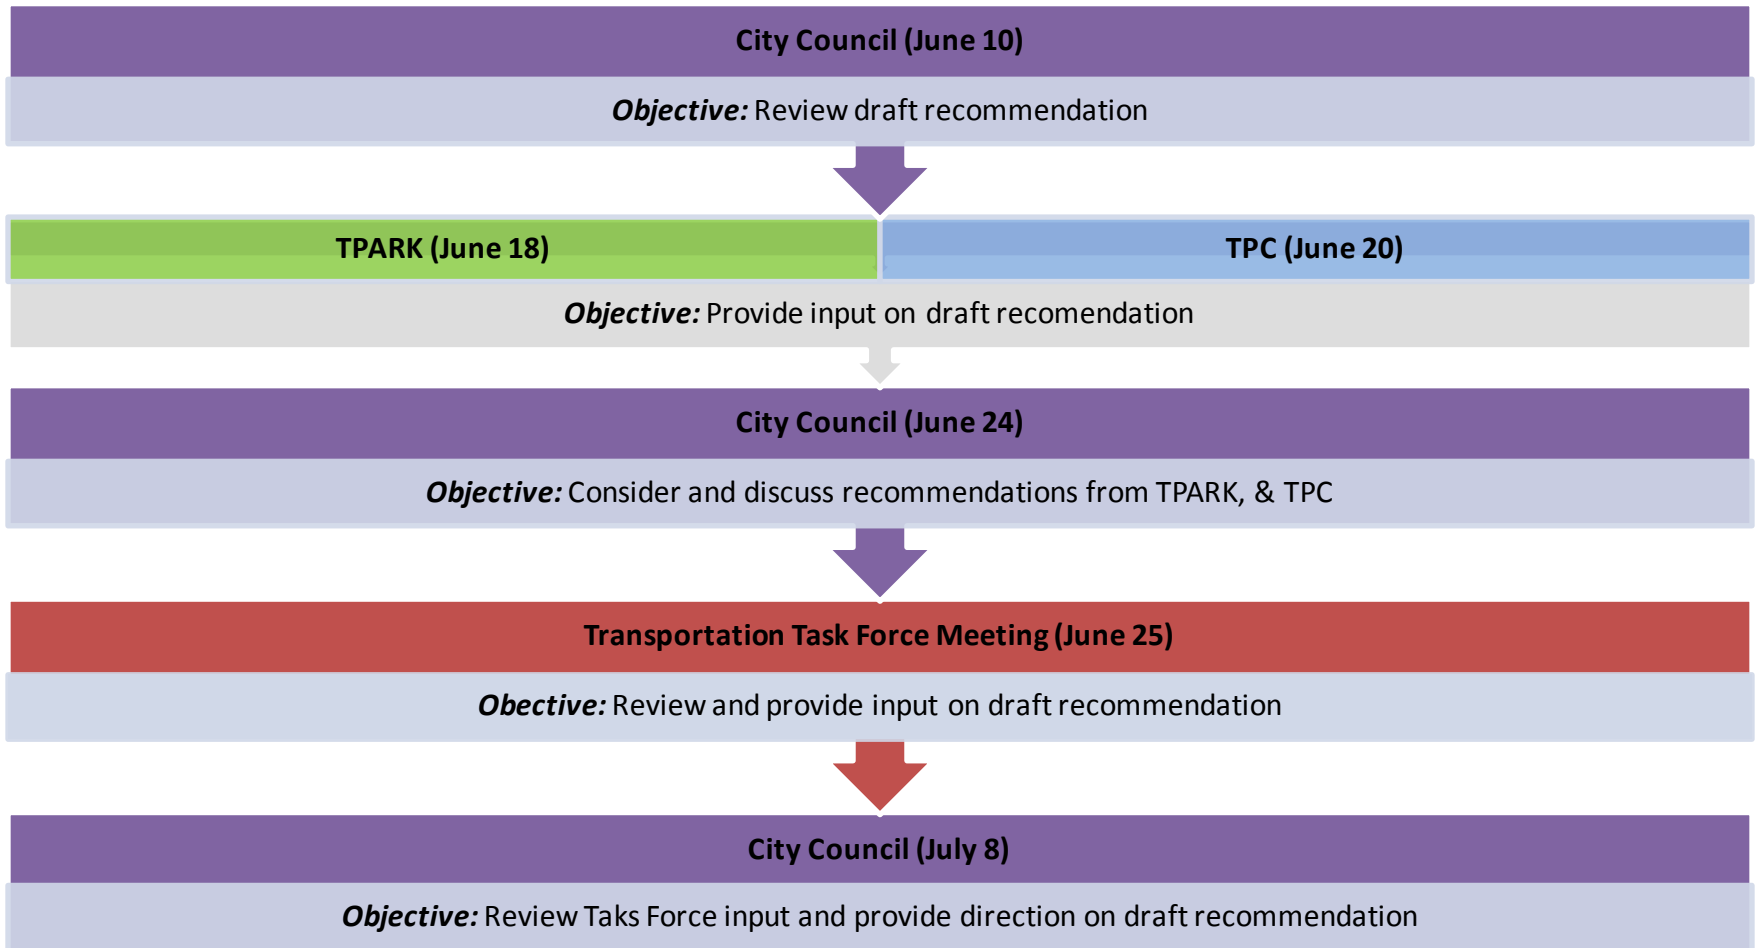 City Council (June 10)
Objective: Review draft recommendation
TPARK (June 18)
TPC (June 20)
Objective: Provide input on draft recomendation
City Council (June 24)
Objective: Consider and discuss recommendations from TPARK, & TPC
Transportation Task Force Meeting (June 25)
Obective: Review and provide input on draft recommendation
City Council (July 8)
Objective: Review Taks Force input and provide direction on draft recommendation